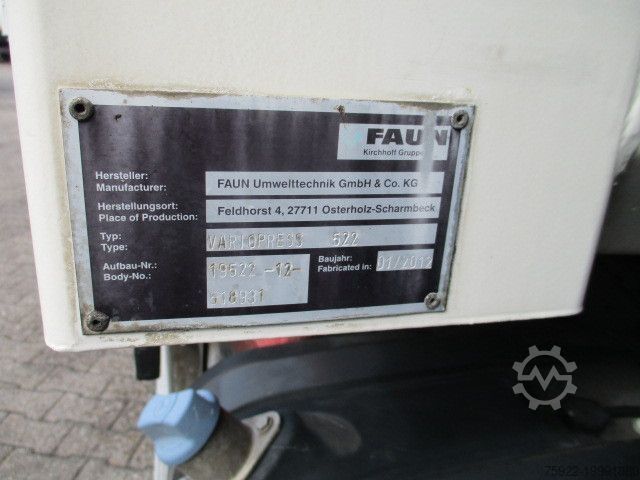 FAUN
Kirchhoff Gruppe
Hersteller:
Manufacturer:
FAUN Umwelttechnik GmbH & Co. KG
Herstellungsort:
Place of Production:
Feldhorst 4, 27711 Osterholz-Scharmbeck
Typ:
Type:
VARIOPRESS 522
Aufbau-Nr.:
Body-No.:
19522 -12-
Baujahr:
Fabricated in:
01/2012